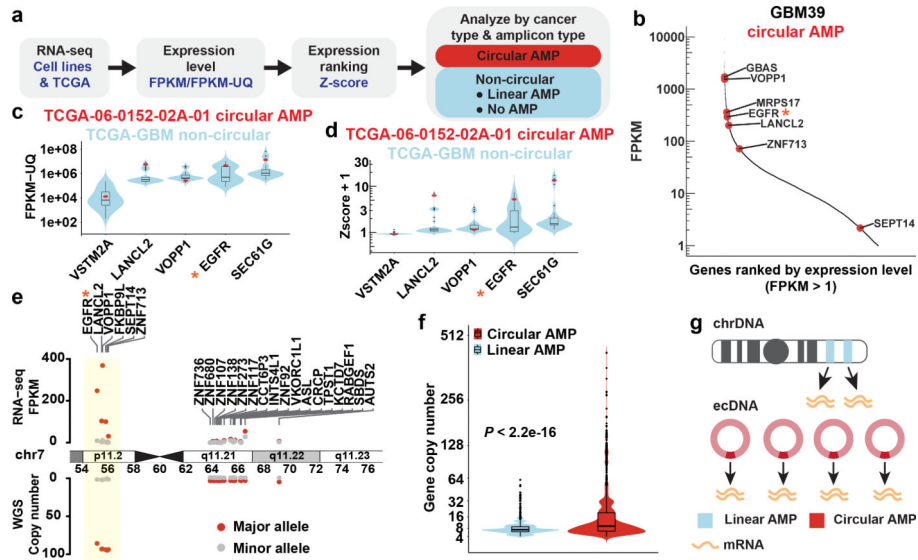 a
RNA-seq
Cell lines
& TCGA
Expression
level
FPKM/FPKM-UQ
Expression
ranking
Z-score
Analyze by cancer
type & amplicon type
Circular AMP
Non-circular
• Linear AMP
• No AMP
b
GBM39
circular AMP
FPKM
10000
1000
100
10
5
1
GBAS
VOPP1
MRPS17
EGFR *
LANCL2
ZNF713
SEPT14
Genes ranked by expression level
(FPKM > 1)
c
TCGA-06-0152-02A-01 circular AMP
TCGA-GBM non-circular
FPKM-UQ
1e+08
1e+06
1e+04
1e+02
VSTM2A
LANCL2
VOPP1
* EGFR
SEC61G
d
TCGA-06-0152-02A-01 circular AMP
TCGA-GBM non-circular
Zscore + 1
20
10
5
2
1
VSTM2A
LANCL2
VOPP1
* EGFR
SEC61G
e
EGFR *
LANCL2
VOPP1
FKBP9L
SEPT14
ZNF713
RNA-seq
FPKM
400
200
0
ZNF736
ZNF680
ZNF107
ZNF138
ZNF273
ZNF117
CCT6P3
INTS4L1
ZNF92
VKORC1L1
ASL
CRCP
TPST1
KCTD7
RABGEF1
SBDS
AUTS2
chr7
p11.2
q11.21
q11.22
q11.23
54 56 58 60 62 64 66 68 70 72 74 76
WGS
Copy number
0
50
100
Major allele
Minor allele
f
Circular AMP
Linear AMP
P < 2.2e-16
Gene copy number
512
256
128
64
32
16
8
4
g
chrDNA
ecDNA
Linear AMP
Circular AMP
mRNA